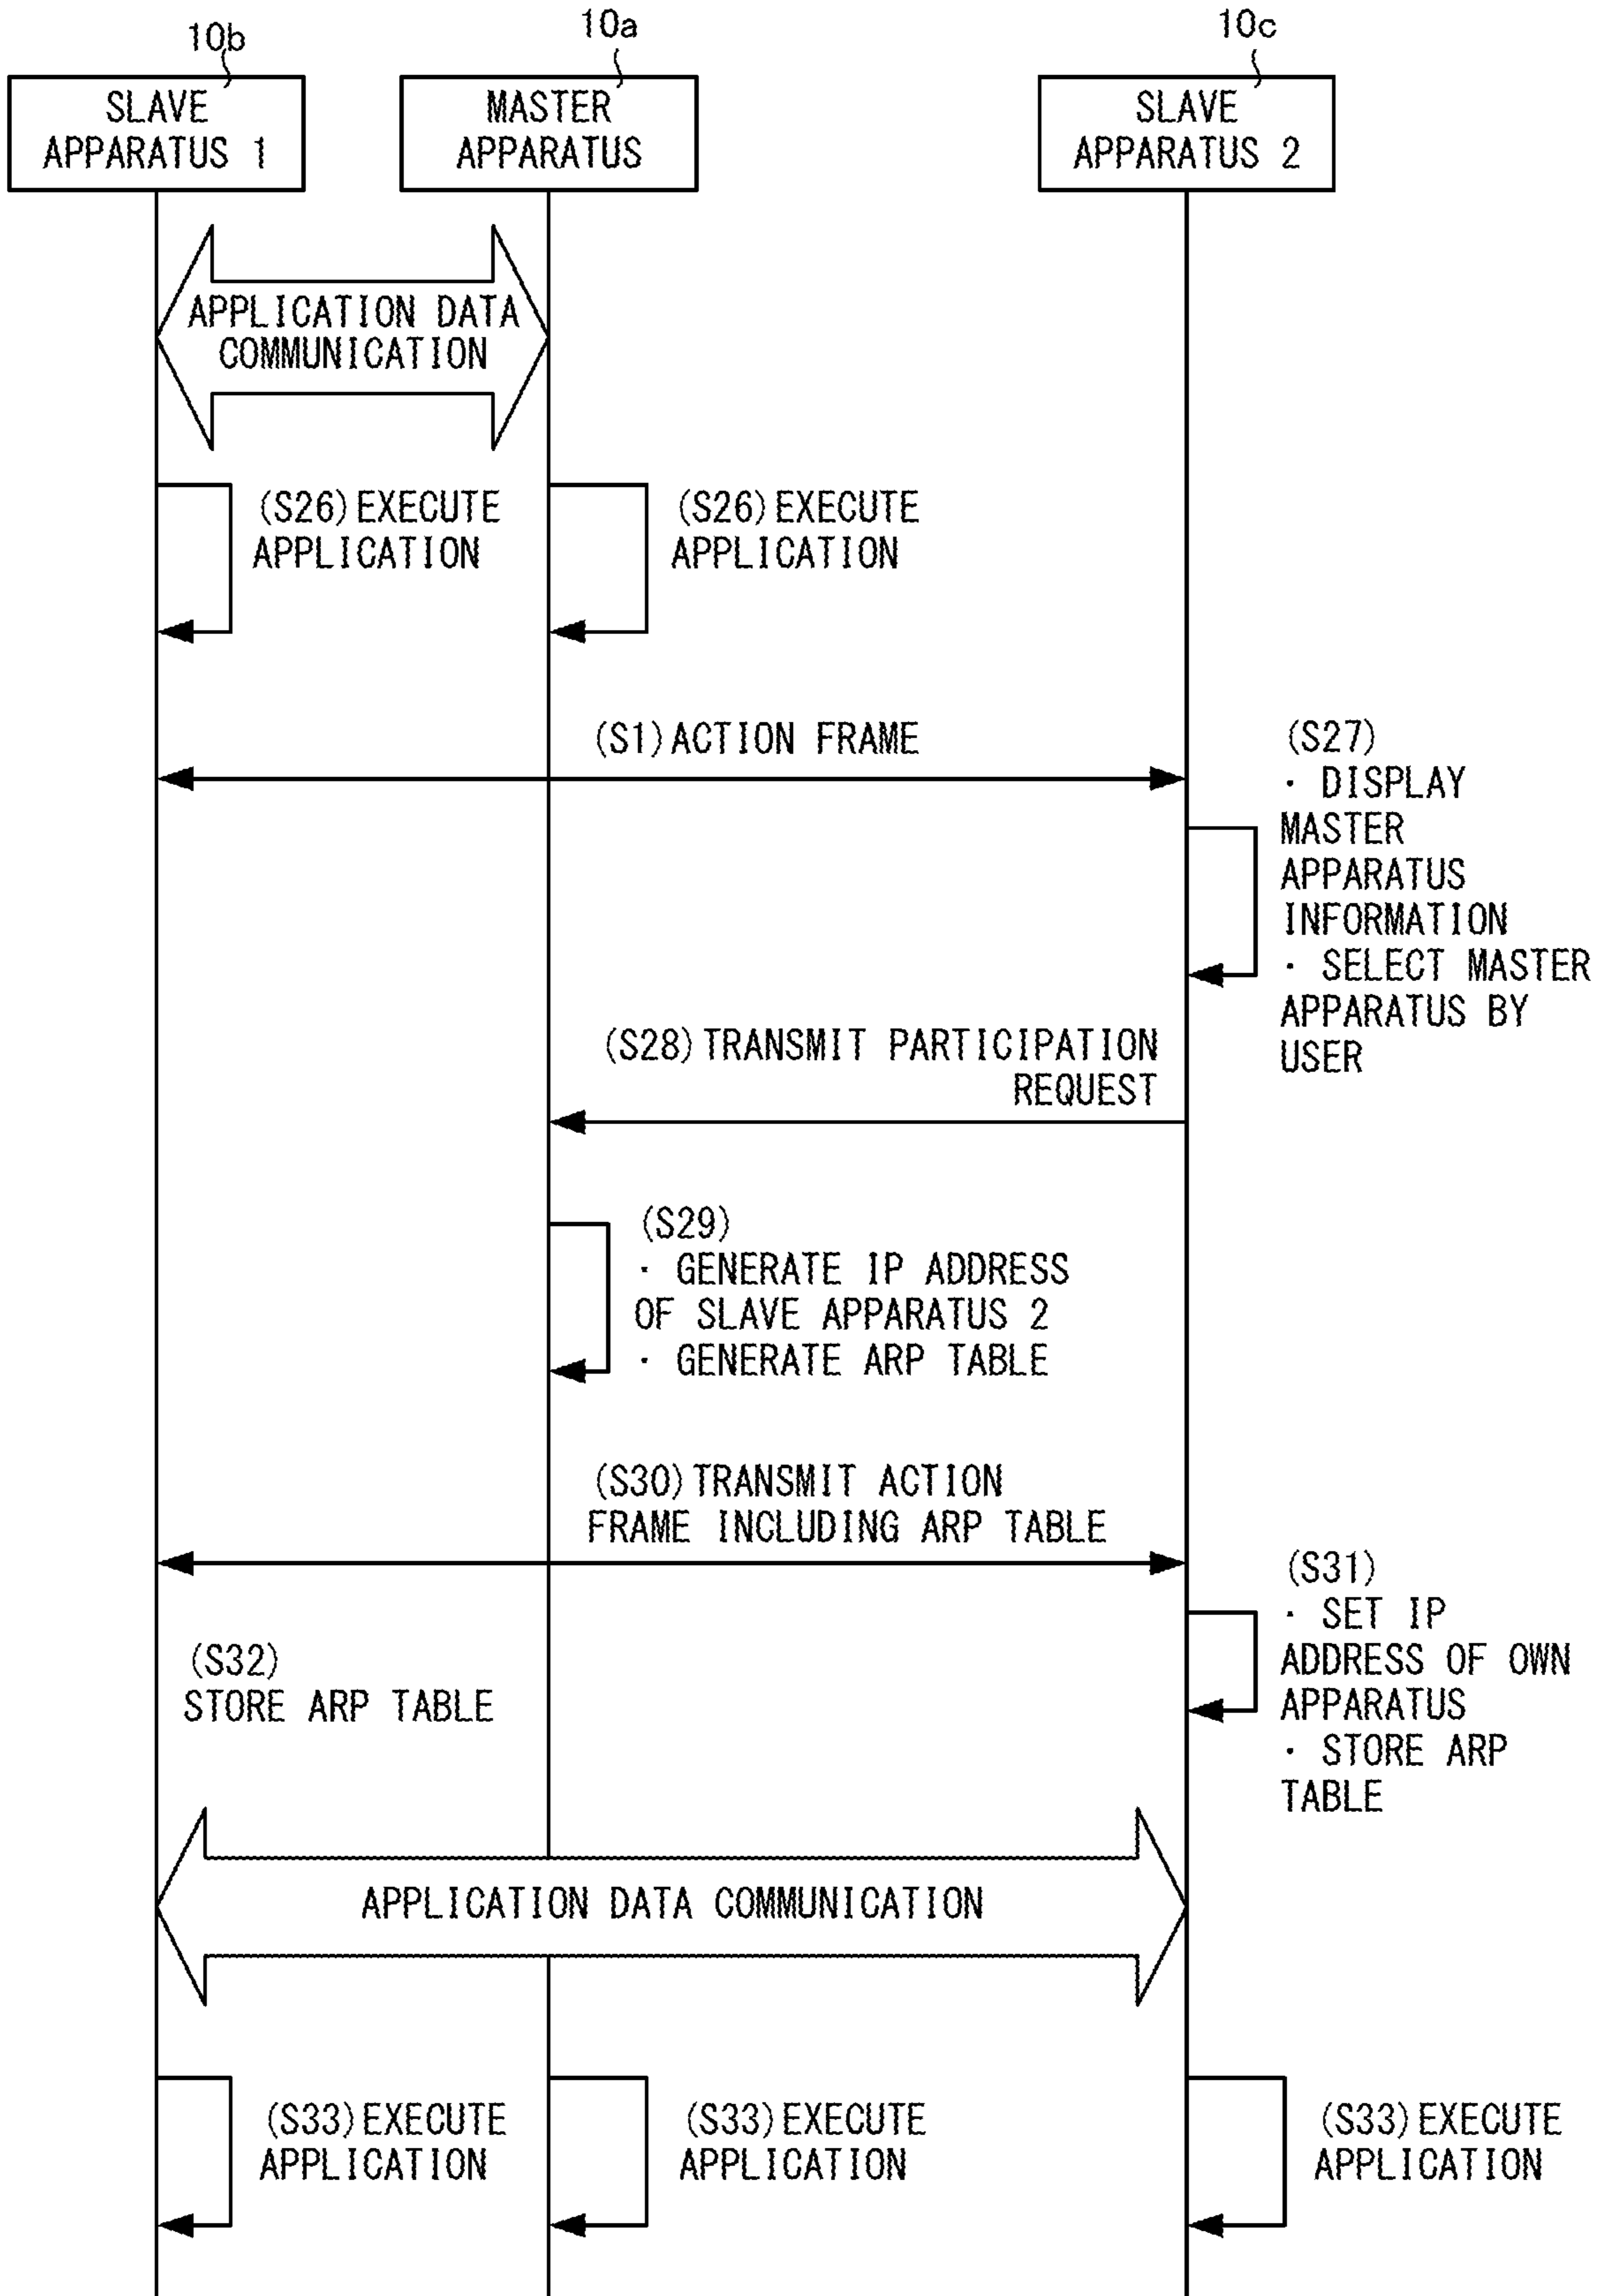 10b
10a
10c
SLAVE
APPARATUS 1
MASTER
APPARATUS
SLAVE
APPARATUS 2
APPLICATION DATA
COMMUNICATION
(S26)EXECUTE
APPLICATION
(S26)EXECUTE
APPLICATION
(S1)ACTION FRAME
(S27)
· DISPLAY
MASTER
APPARATUS
INFORMATION
· SELECT MASTER
APPARATUS BY
USER
(S28)TRANSMIT PARTICIPATION
REQUEST
(S29)
· GENERATE IP ADDRESS
OF SLAVE APPARATUS 2
· GENERATE ARP TABLE
(S30)TRANSMIT ACTION
FRAME INCLUDING ARP TABLE
(S31)
· SET IP
ADDRESS OF OWN
APPARATUS
· STORE ARP
TABLE
(S32)
STORE ARP TABLE
APPLICATION DATA COMMUNICATION
(S33)EXECUTE
APPLICATION
(S33)EXECUTE
APPLICATION
(S33)EXECUTE
APPLICATION